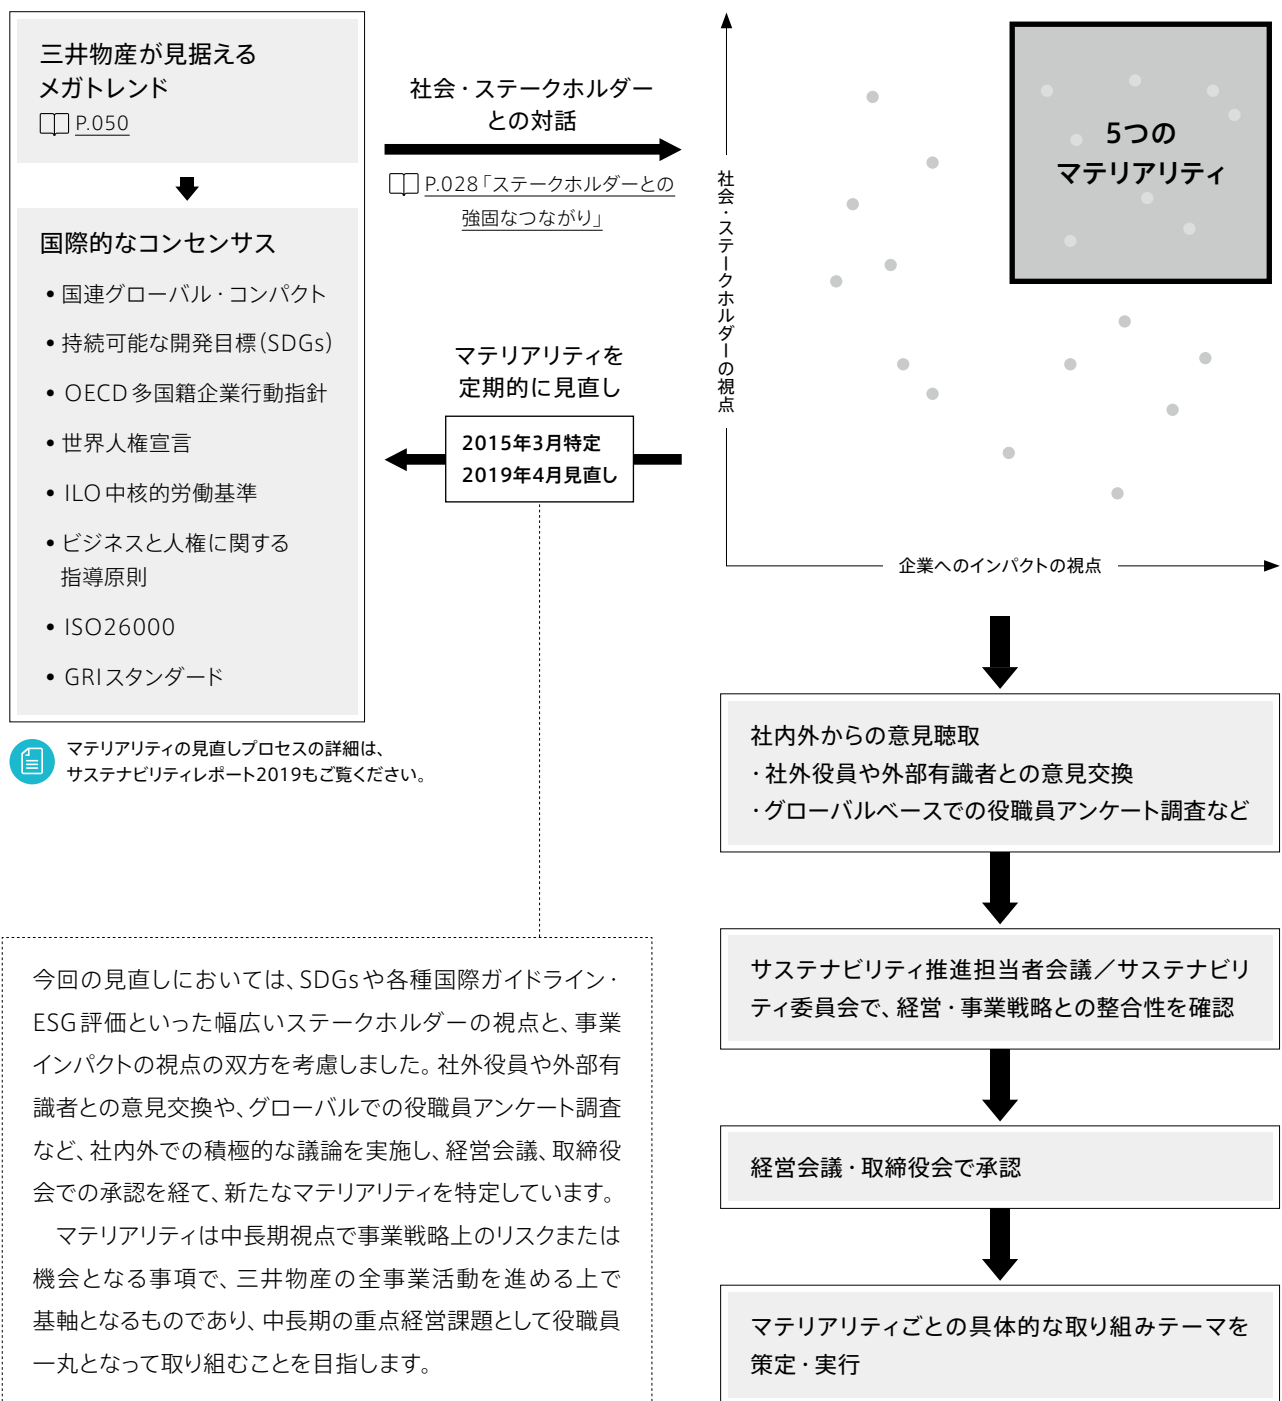 三井物産が見据える
メガトレンド
P.050
国際的なコンセンサス
•国連グローバル・コンパクト
•持続可能な開発目標(SDGs)
•OECD多国籍企業行動指針
•世界人権宣言
•ILO中核的労働基準
•ビジネスと人権に関する
指導原則
•ISO26000
•GRIスタンダード
マテリアリティの見直しプロセスの詳細は、
サステナビリティレポート2019もご覧ください。
社会・ステークホルダー
との対話
P.028「ステークホルダーとの
強固なつながり」
マテリアリティを
定期的に見直し
2015年3月特定
2019年4月見直し
社会・ステークホルダーの視点
5つの
マテリアリティ
企業へのインパクトの視点
社内外からの意見聴取
・社外役員や外部有識者との意見交換
・グローバルベースでの役職員アンケート調査など
サステナビリティ推進担当者会議／サステナビリ
ティ委員会で、経営・事業戦略との整合性を確認
経営会議・取締役会で承認
マテリアリティごとの具体的な取り組みテーマを
策定・実行
今回の見直しにおいては、SDGsや各種国際ガイドライン・
ESG評価といった幅広いステークホルダーの視点と、事業
インパクトの視点の双方を考慮しました。社外役員や外部有
識者との意見交換や、グローバルでの役職員アンケート調査
など、社内外での積極的な議論を実施し、経営会議、取締役
会での承認を経て、新たなマテリアリティを特定しています。
　マテリアリティは中長期視点で事業戦略上のリスクまたは
機会となる事項で、三井物産の全事業活動を進める上で
基軸となるものであり、中長期の重点経営課題として役職員
一丸となって取り組むことを目指します。